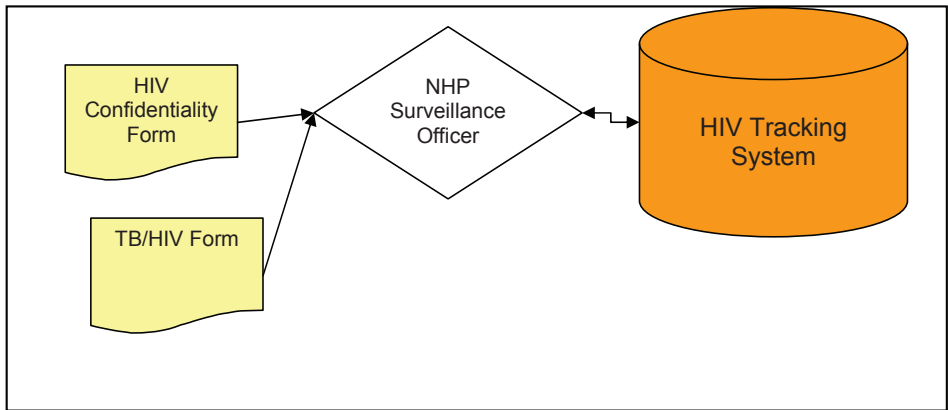 HIV
Confidentiality
Form
NHP
Surveillance
Officer
HIV Tracking
System
TB/HIV Form